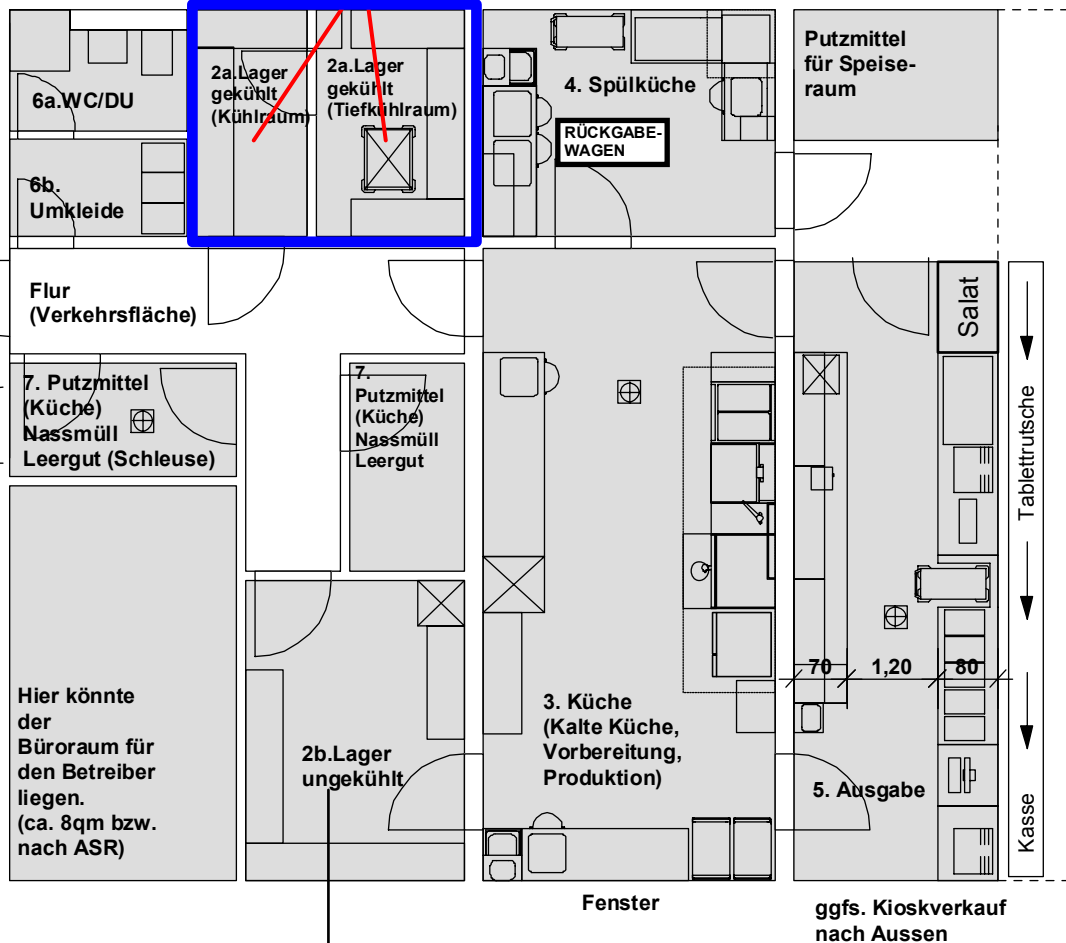 6a.WC/DU
6b.
Umkleide
2a.Lager
gekühlt
(Kühlraum)
2a.Lager
gekühlt
(Tiefkühlraum)
4. Spülküche
RÜCKGABE-
WAGEN
Putzmittel
für Speise-
raum
Flur
(Verkehrsfläche)
7. Putzmittel
(Küche)
Nassmüll
Leergut (Schleuse)
7.
Putzmittel
(Küche)
Nassmüll
Leergut
Hier könnte
der
Büroraum für
den Betreiber
liegen.
(ca. 8qm bzw.
nach ASR)
2b.Lager
ungekühlt
3. Küche
(Kalte Küche,
Vorbereitung,
Produktion)
Fenster
Salat
Tablettrutsche
70
1,20
80
5. Ausgabe
Kasse
ggfs. Kioskverkauf
nach Aussen